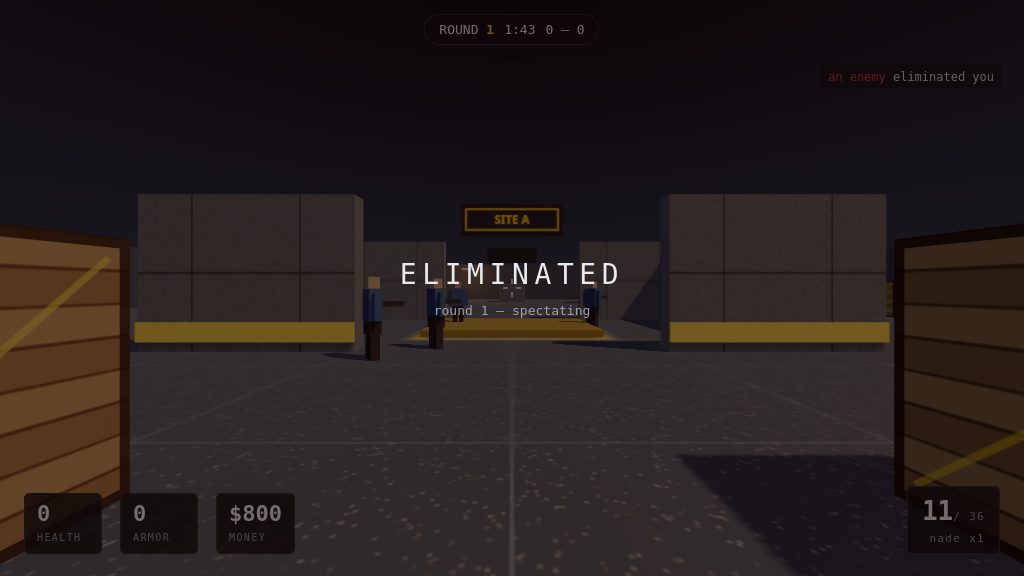 ROUND 1 1:43 0 — 0
an enemy eliminated you
SITE A
ELIMINATED
round 1 — spectating
0
HEALTH
0
ARMOR
$800
MONEY
11/ 36
nade x1